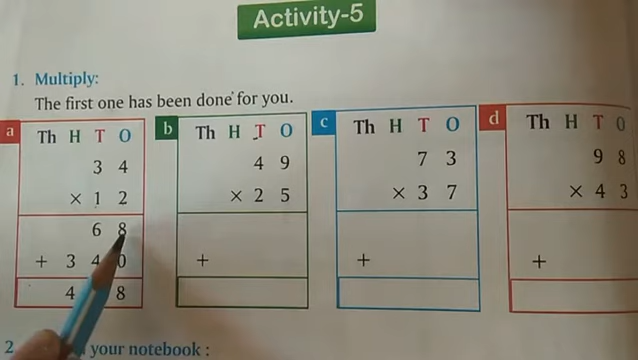 Activity-5
1. Multiply:
The first one has been done for you.
a
Th H T O
3 4
× 1 2
6 8
+ 3 4 0
4 8
b
Th H T O
4 9
× 2 5
+
c
Th H T O
7 3
× 3 7
+
d
Th H T O
9 8
× 4 3
+
2 your notebook :